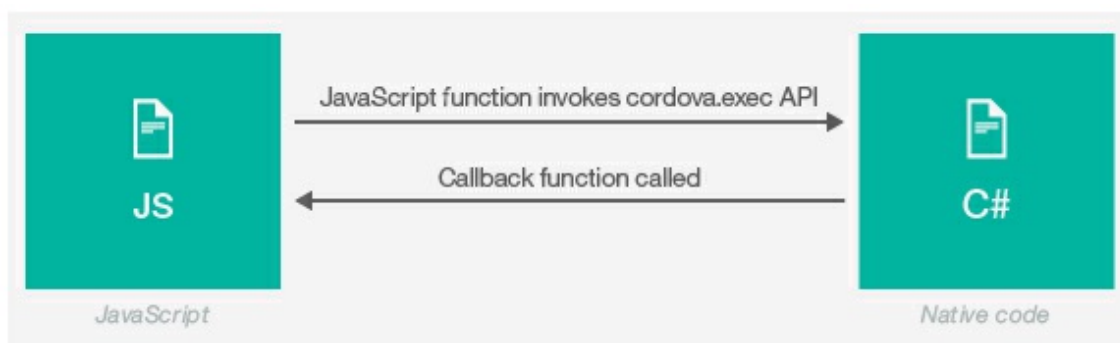 JavaScript function invokes cordova.exec API
Callback function called
JS
C#
JavaScript
Native code